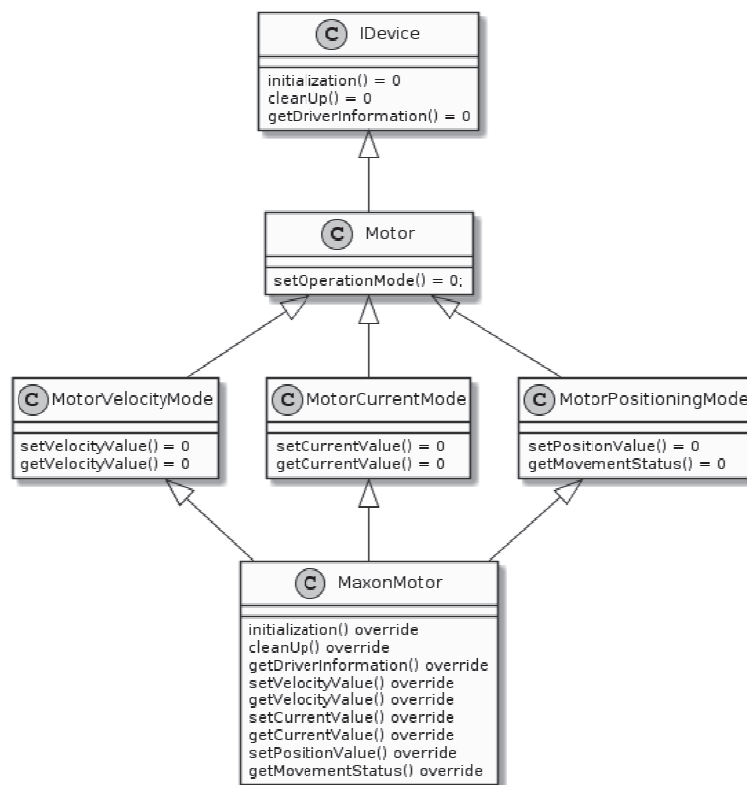 C IDevice
initialization() = 0
cleanUp() = 0
getDriverInformation() = 0
C Motor
setOperationMode() = 0;
C MotorVelocityMode
setVelocityValue() = 0
getVelocityValue() = 0
C MotorCurrentMode
setCurrentValue() = 0
getCurrentValue() = 0
C MotorPositioningMode
setPositionValue() = 0
getMovementStatus() = 0
C MaxonMotor
initialization() override
cleanUp() override
getDriverInformation() override
setVelocityValue() override
getVelocityValue() override
setCurrentValue() override
getCurrentValue() override
setPositionValue() override
getMovementStatus() override